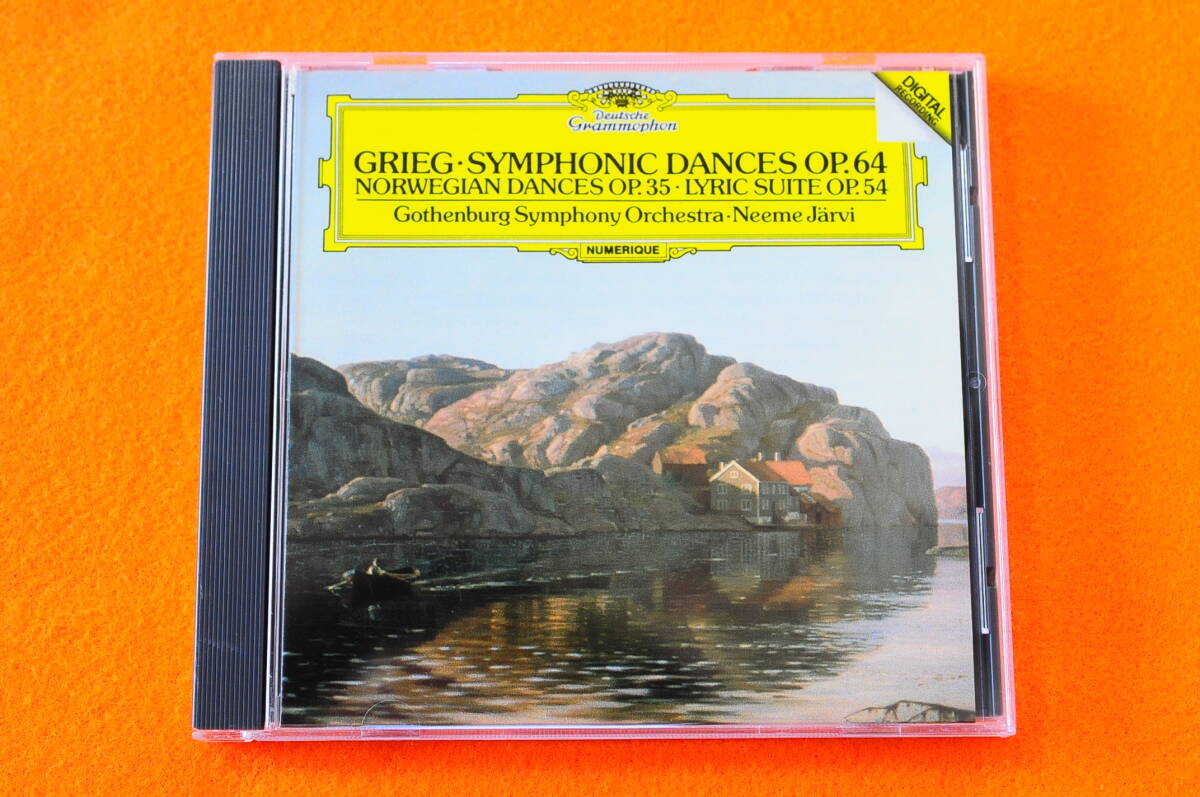 Deutsche
Grammophon
DIGITAL
RECORDING
GRIEG·SYMPHONIC DANCES OP. 64
NORWEGIAN DANCES OP. 35 · LYRIC SUITE OP. 54
Gothenburg Symphony Orchestra · Neeme Järvi
NUMERIQUE